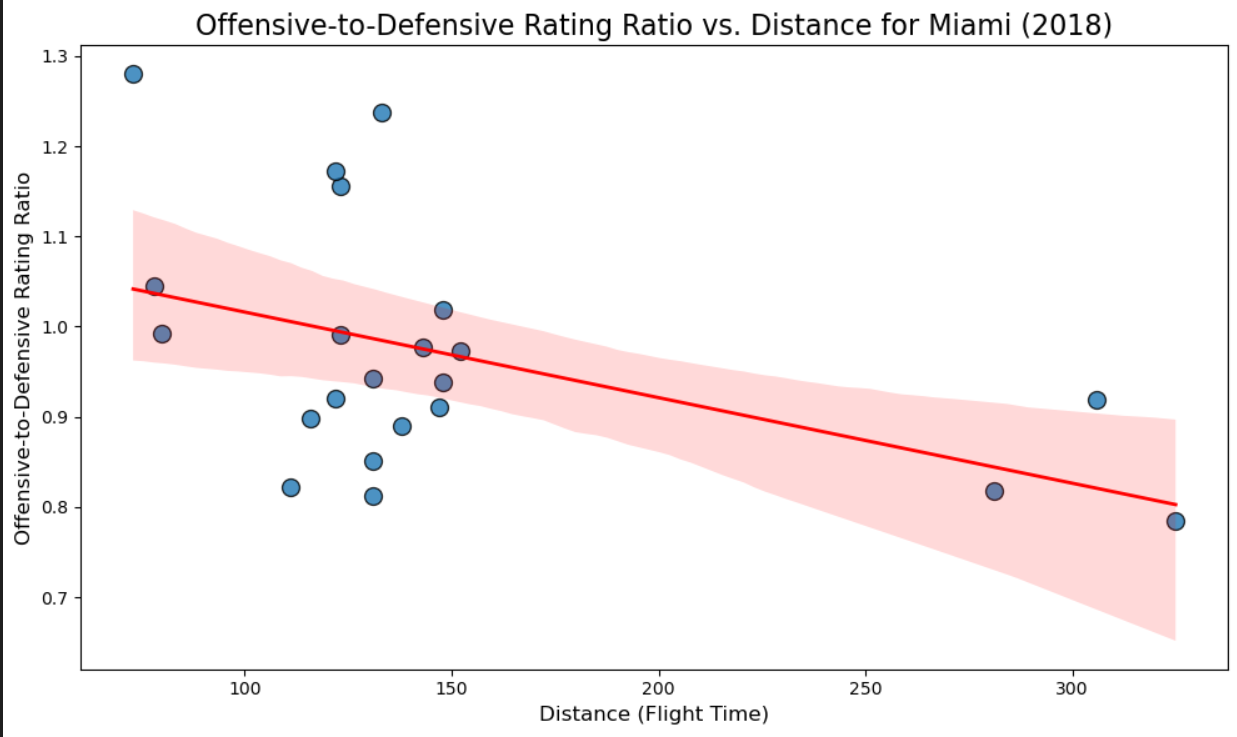 Offensive-to-Defensive Rating Ratio vs. Distance for Miami (2018)
Offensive-to-Defensive Rating Ratio
1.3
1.2
1.1
1.0
0.9
0.8
0.7
100 150 200 250 300
Distance (Flight Time)